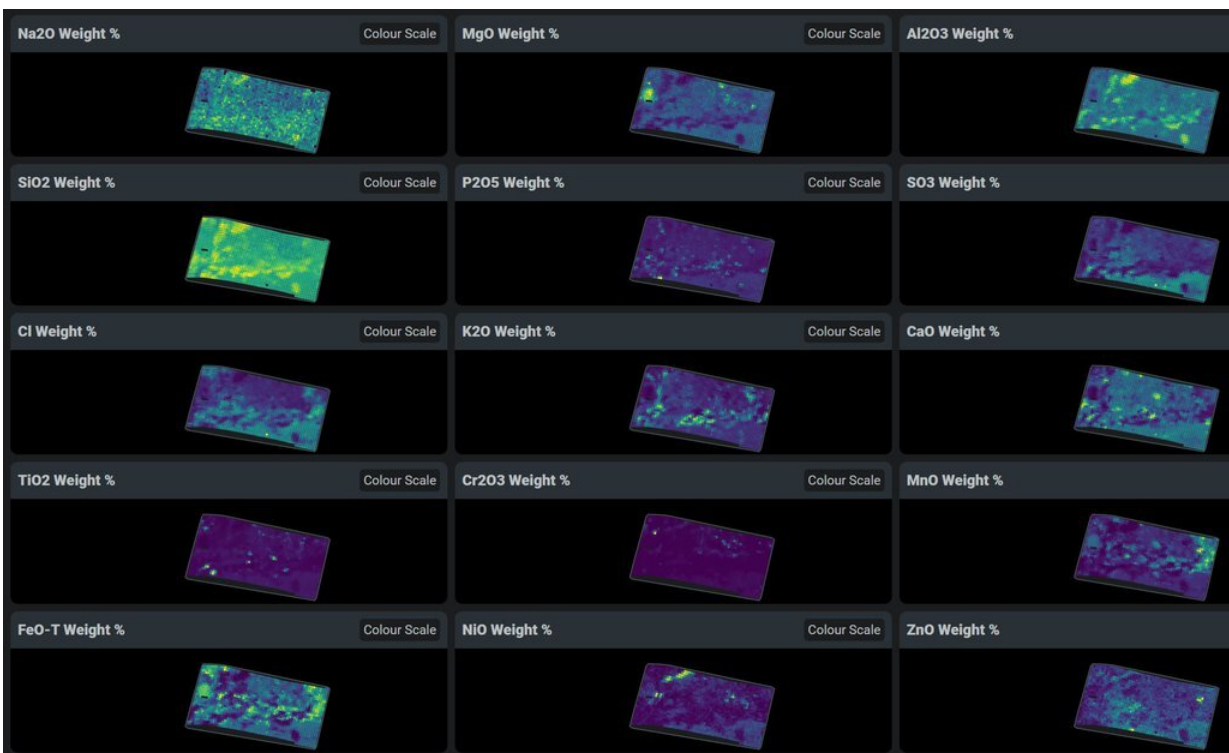 Na2O Weight % Colour Scale
MgO Weight % Colour Scale
Al2O3 Weight %
SiO2 Weight % Colour Scale
P2O5 Weight % Colour Scale
SO3 Weight %
Cl Weight % Colour Scale
K2O Weight % Colour Scale
CaO Weight %
TiO2 Weight % Colour Scale
Cr2O3 Weight % Colour Scale
MnO Weight %
FeO-T Weight % Colour Scale
NiO Weight % Colour Scale
ZnO Weight %